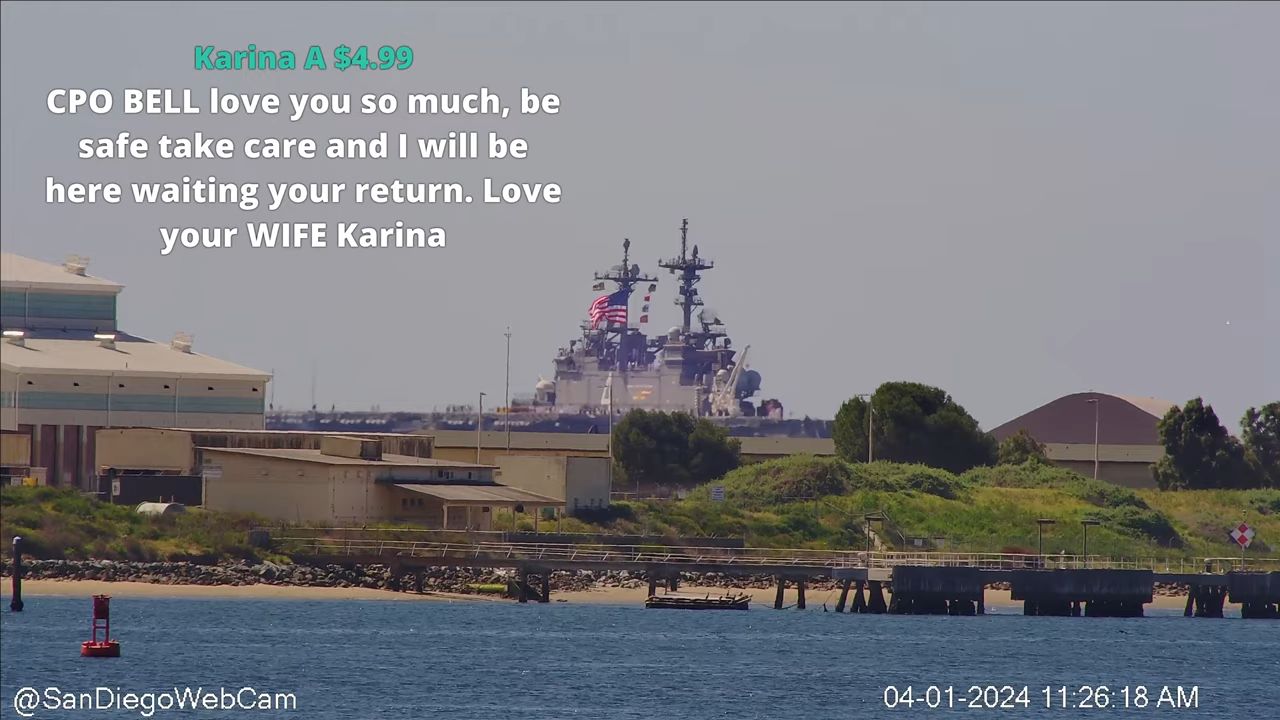 Karina A $4.99
CPO BELL love you so much, be
safe take care and I will be
here waiting your return. Love
your WIFE Karina
@SanDiegoWebCam
04-01-2024 11:26:18 AM